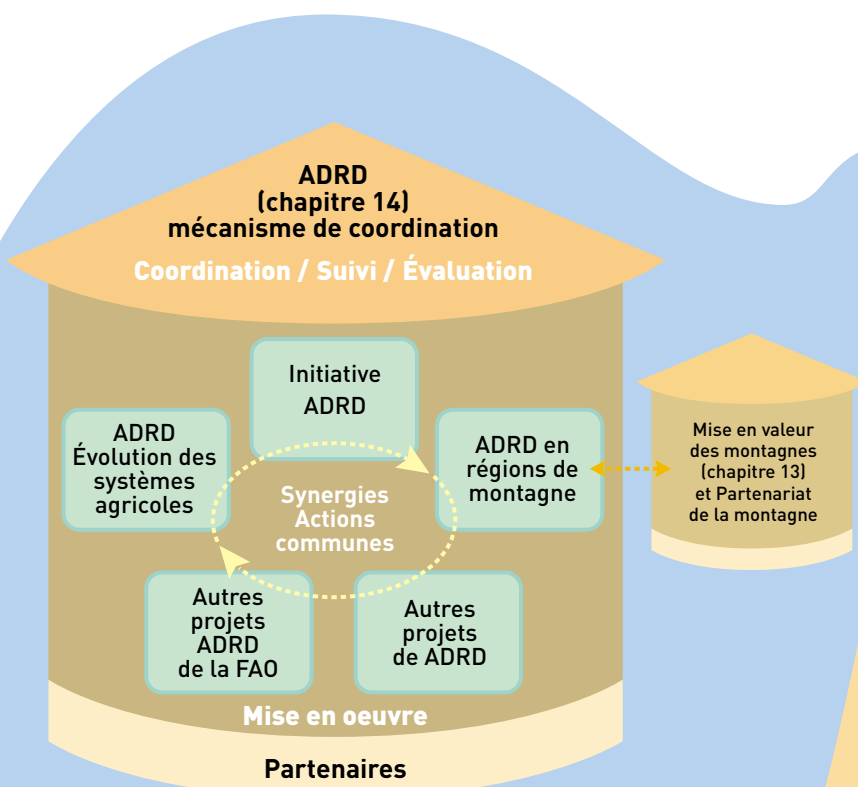 ADRD
(chapitre 14)
mécanisme de coordination
Coordination / Suivi / Évaluation
Initiative
ADRD
ADRD
Évolution des
systèmes
agricoles
ADRD en
régions de
montagne
Synergies
Actions
communes
Autres
projets
ADRD
de la FAO
Autres
projets
de ADRD
Mise en oeuvre
Partenaires
Mise en valeur
des montagnes
(chapitre 13)
et Partenariat
de la montagne